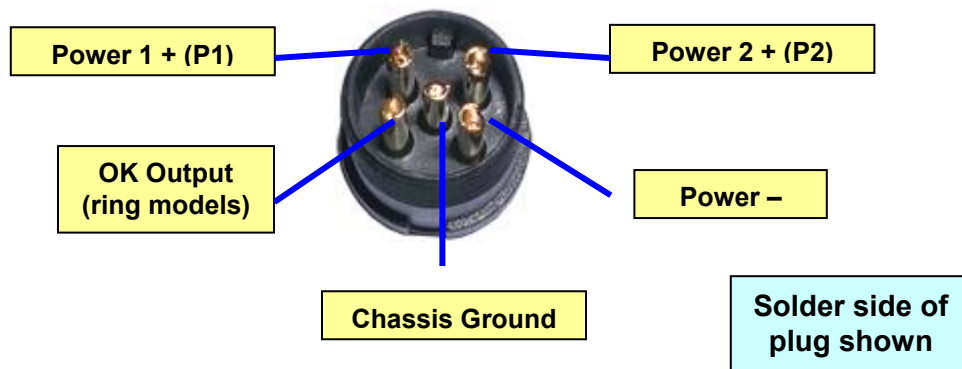 Power 1 + (P1)
Power 2 + (P2)
OK Output
(ring models)
Power –
Chassis Ground
Solder side of
plug shown